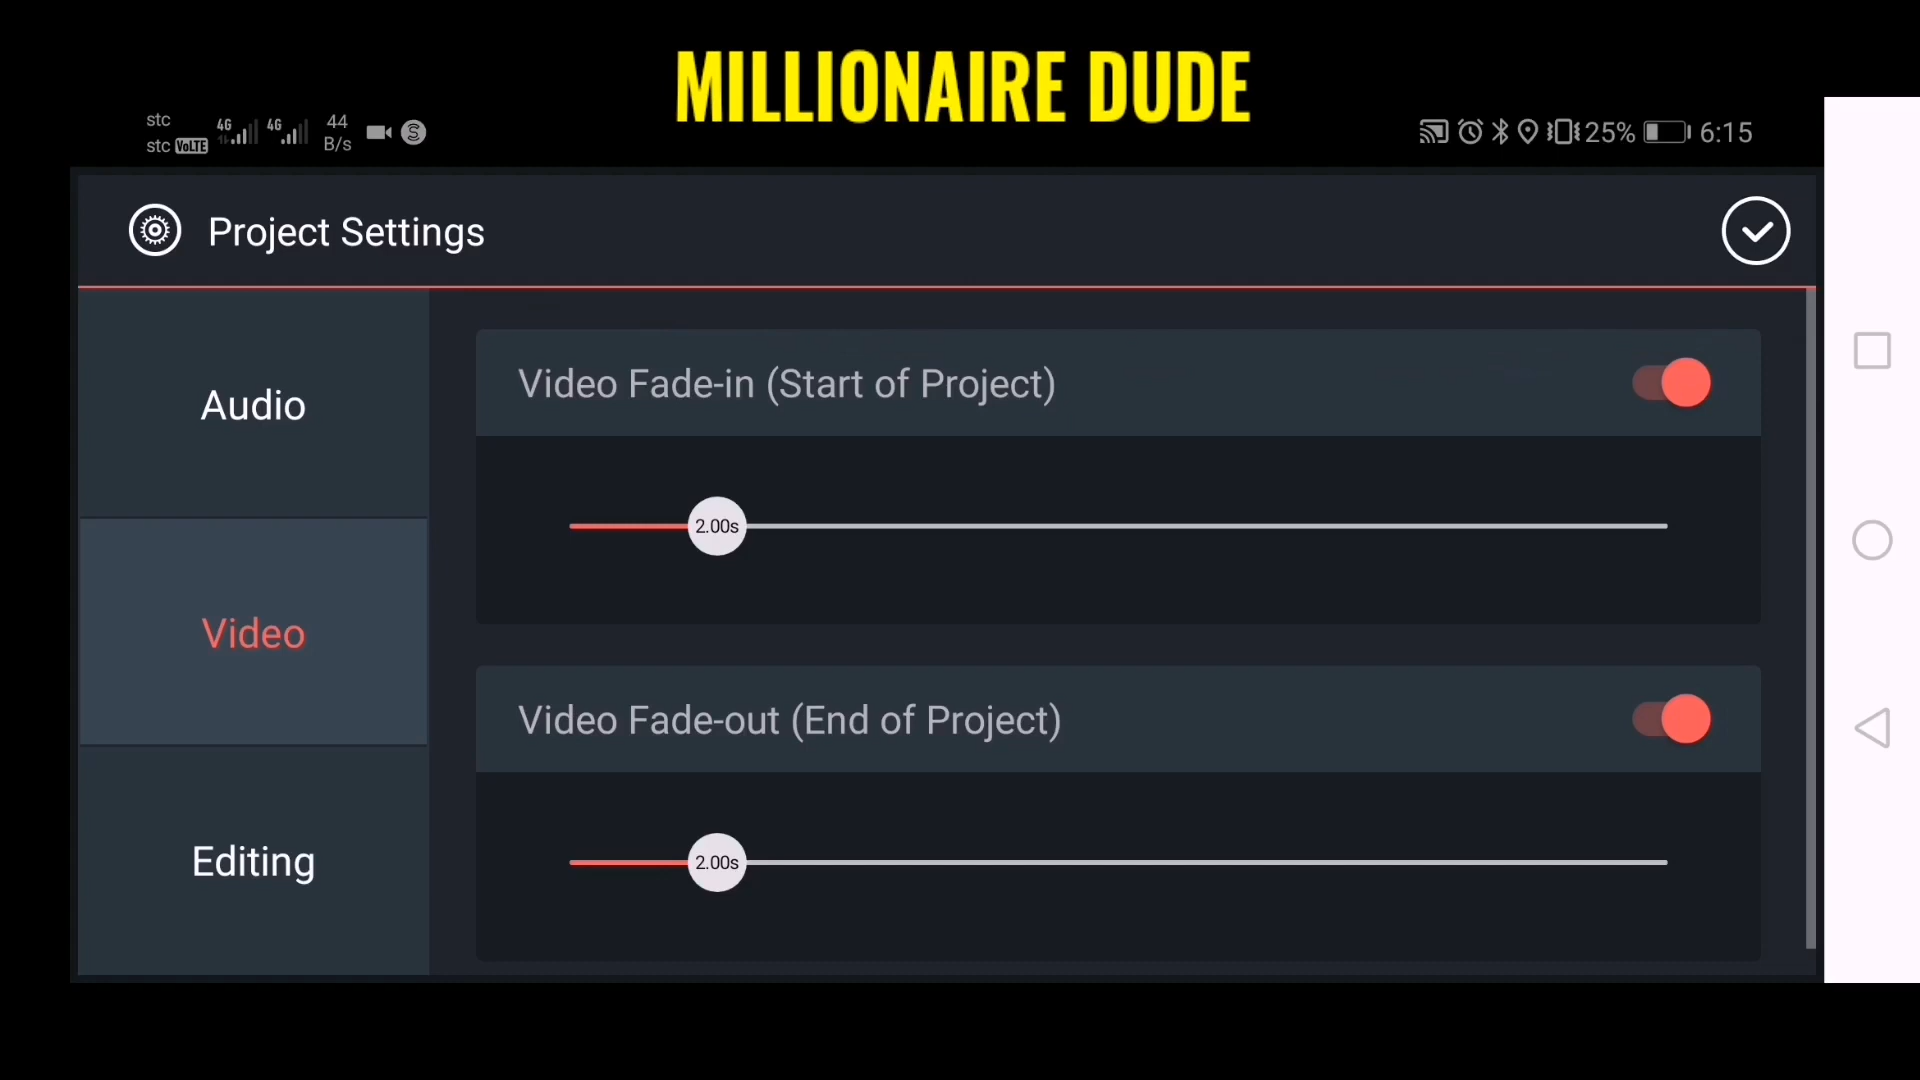 MILLIONAIRE DUDE
stc 4G 4G 44
stc VoLTE B/s S 25% 6:15
Project Settings
Audio
Video Fade-in (Start of Project)
2.00s
Video
Video Fade-out (End of Project)
2.00s
Editing